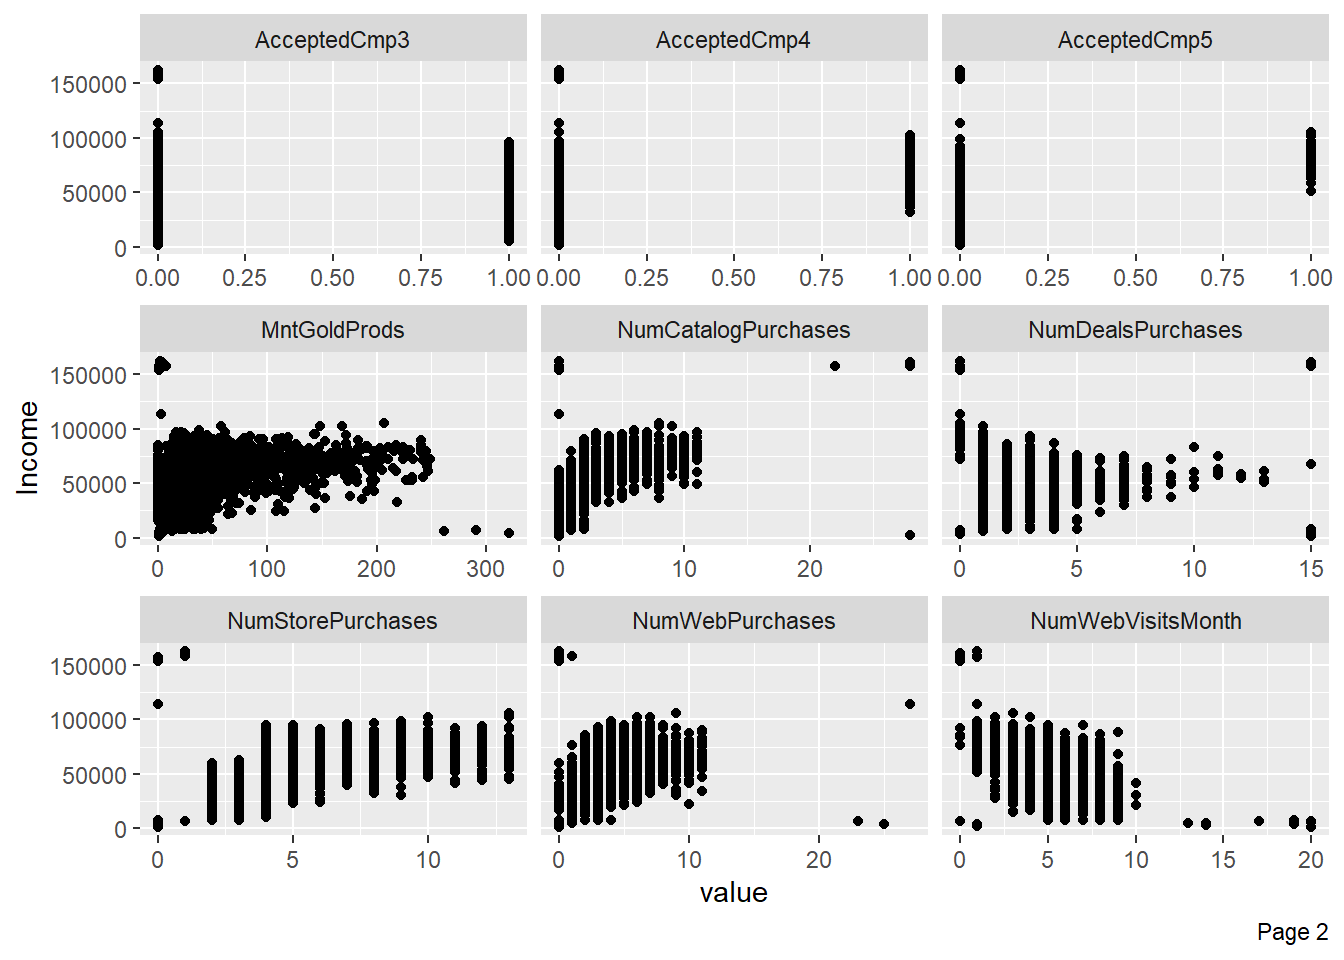 AcceptedCmp3 AcceptedCmp4 AcceptedCmp5
150000
100000
50000
0
0.00 0.25 0.50 0.75 1.00 0.00 0.25 0.50 0.75 1.00 0.00 0.25 0.50 0.75 1.00
MntGoldProds NumCatalogPurchases NumDealsPurchases
150000
100000
50000
0
Income
0 100 200 300 0 10 20 0 5 10 15
NumStorePurchases NumWebPurchases NumWebVisitsMonth
150000
100000
50000
0
0 5 10 0 10 20 0 5 10 15 20
value
Page 2